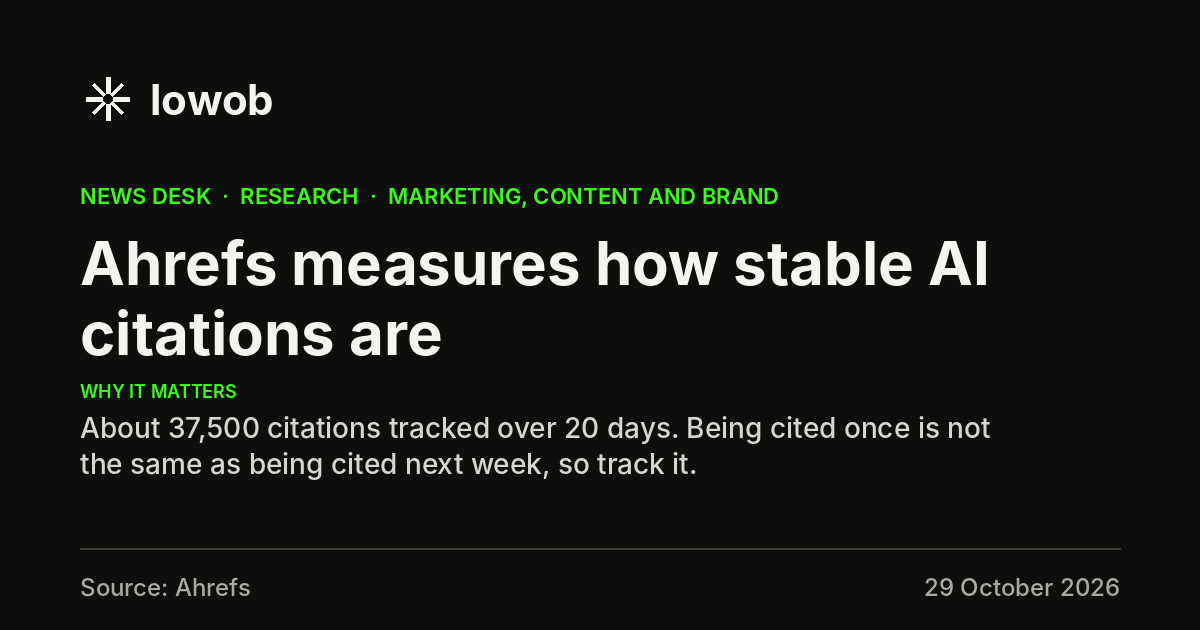 lowob
NEWS DESK · RESEARCH · MARKETING, CONTENT AND BRAND
Ahrefs measures how stable AI
citations are
WHY IT MATTERS
About 37,500 citations tracked over 20 days. Being cited once is not
the same as being cited next week, so track it.
Source: Ahrefs
29 October 2026